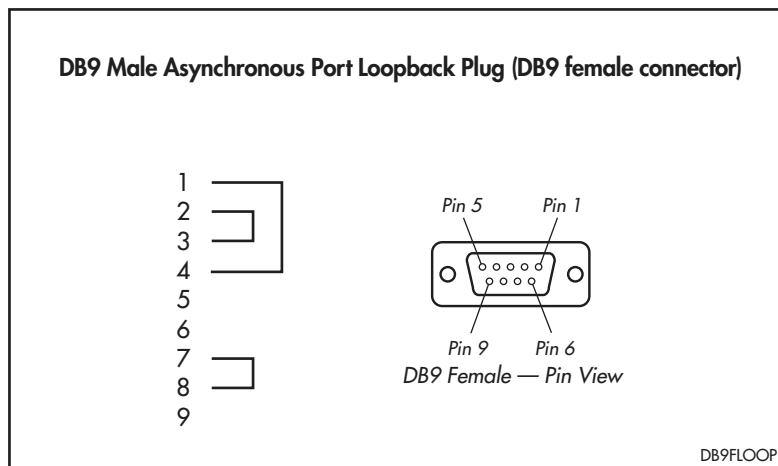 DB9 Male Asynchronous Port Loopback Plug (DB9 female connector)
1
2
3
4
5
6
7
8
9
Pin 5 Pin 1
Pin 9 Pin 6
DB9 Female — Pin View
DB9FLOOP